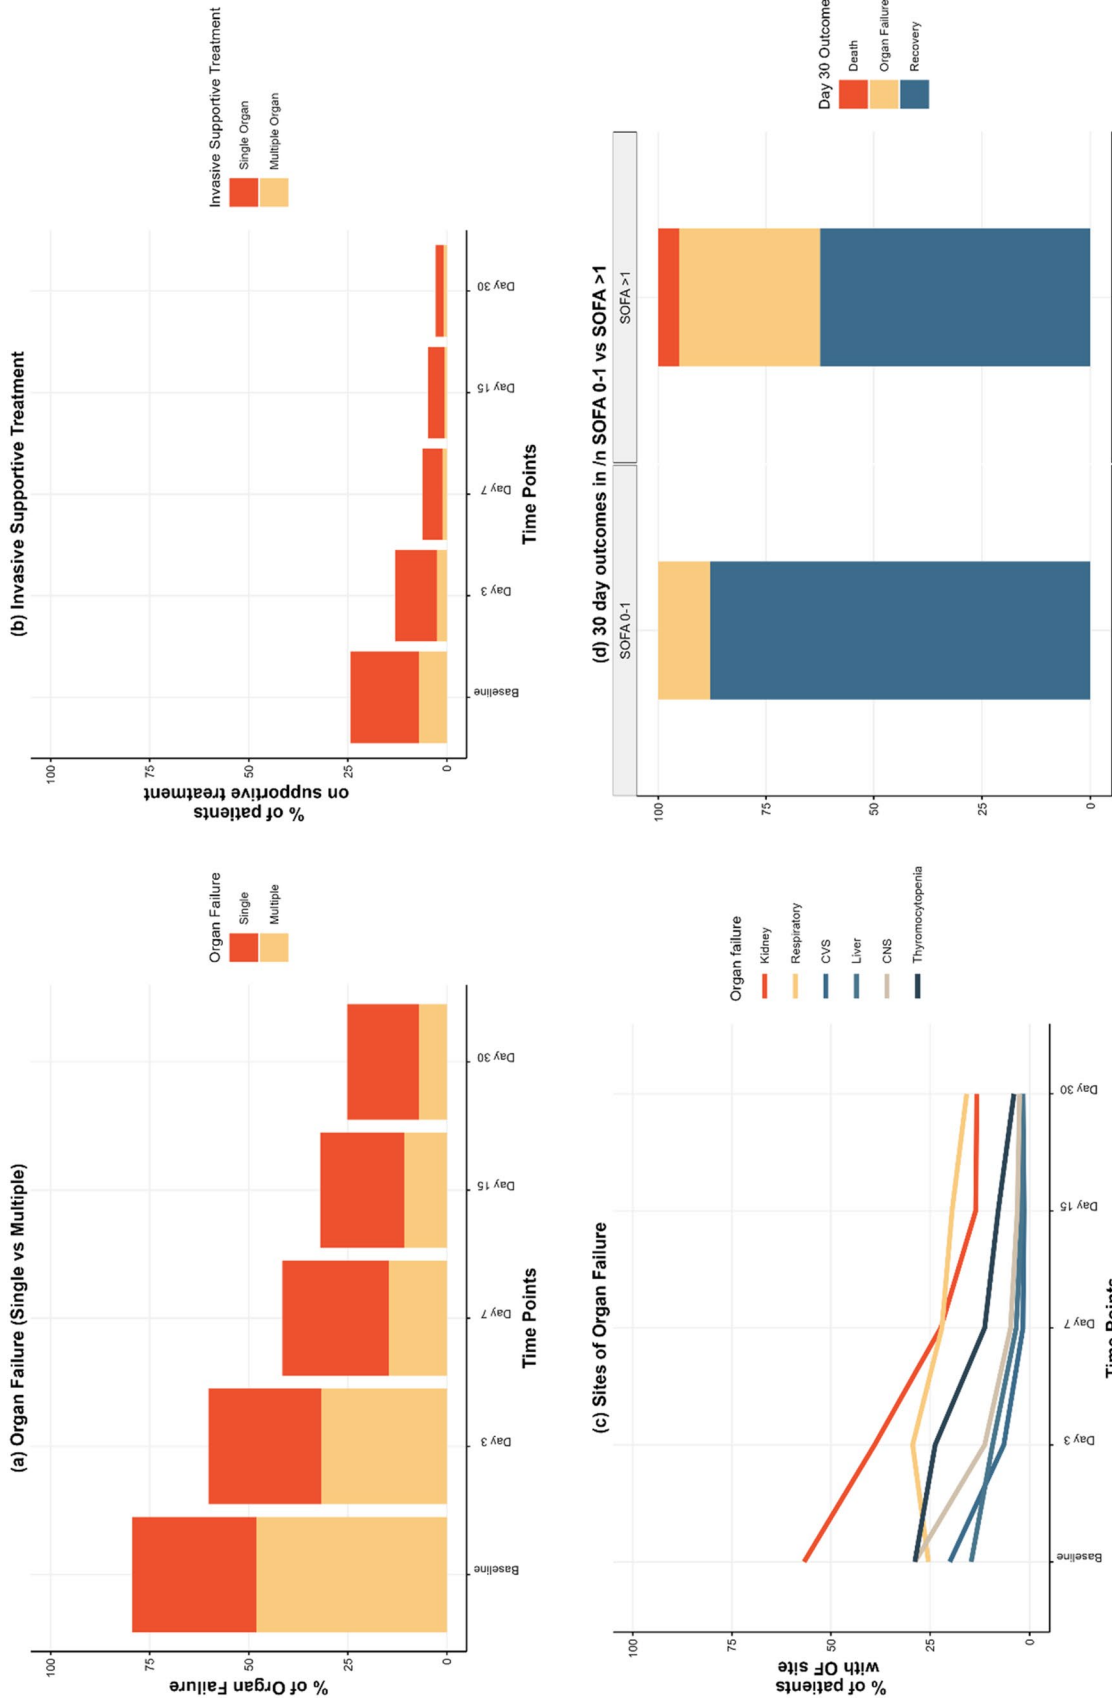 (a) Organ Failure (Single vs Multiple)
% of Organ Failure
100
75
50
25
0
Baseline
Day 3
Day 7
Day 15
Day 30
Time Points
Organ Failure
Single
Multiple
(b) Invasive Supportive Treatment
% of patients
on supportive treatment
100
75
50
25
0
Baseline
Day 3
Day 7
Day 15
Day 30
Time Points
Invasive Supportive Treatment
Single Organ
Multiple Organ
(c) Sites of Organ Failure
% of patients
with OF site
100
75
50
25
0
Baseline
Day 3
Day 7
Day 15
Day 30
Time Points
Organ failure
Kidney
Respiratory
CVS
Liver
CNS
Thyromocytopenia
(d) 30 day outcomes in /n SOFA 0-1 vs SOFA >1
SOFA 0-1
SOFA >1
100
75
50
25
0
Day 30 Outcome
Death
Organ Failure
Recovery